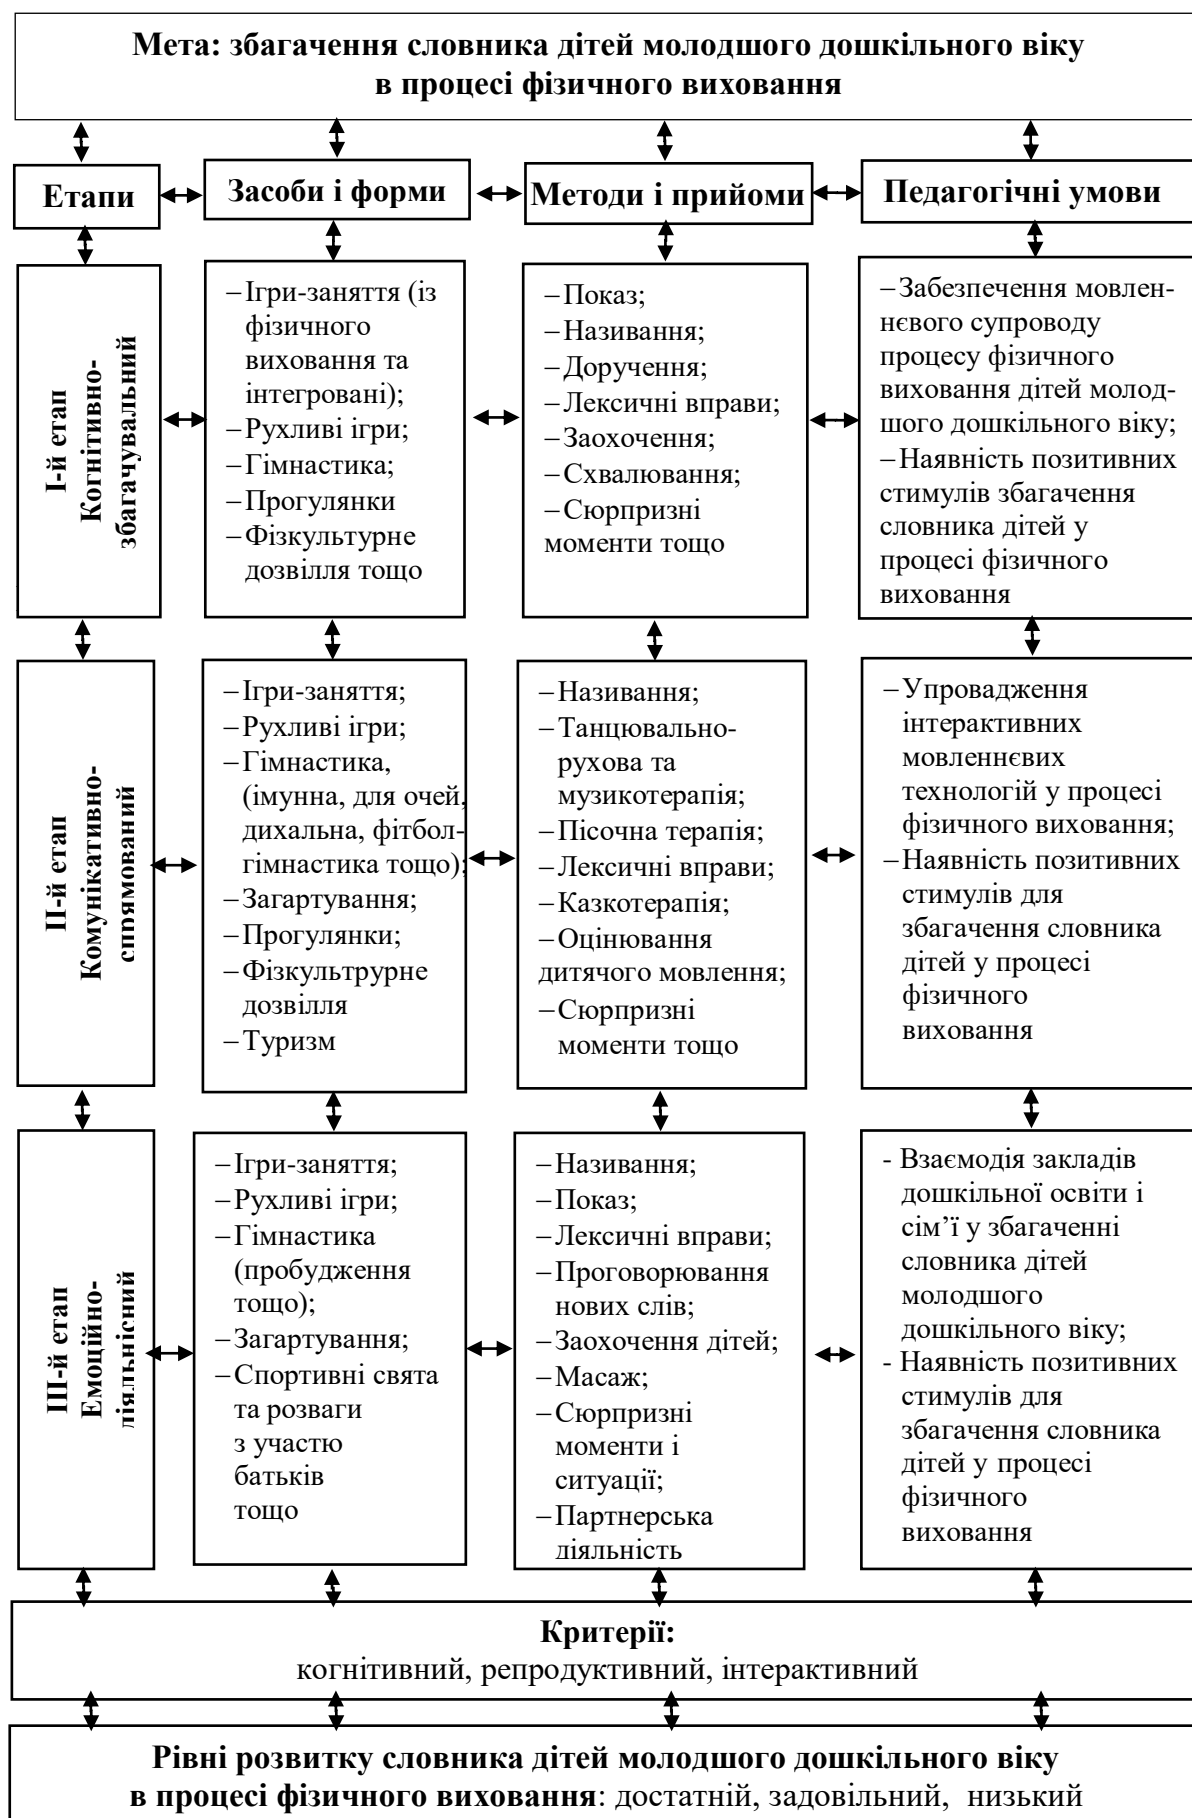 Мета: збагачення словника дітей молодшого дошкільного віку
в процесі фізичного виховання
Етапи
Засоби і форми
Методи і прийоми
Педагогічні умови
І-й етап
Когнітивно-
збагачувальний
–Ігри-заняття (із
фізичного
виховання та
інтегровані);
–Рухливі ігри;
–Гімнастика;
–Прогулянки
–Фізкультурне
дозвілля тощо
–Показ;
–Називання;
–Доручення;
–Лексичні вправи;
–Заохочення;
–Схвалювання;
–Сюрпризні
моменти тощо
–Забезпечення мовлен-
нєвого супроводу
процесу фізичного
виховання дітей молод-
шого дошкільного віку;
–Наявність позитивних
стимулів збагачення
словника дітей у
процесі фізичного
виховання
ІІ-й етап
Комунікативно-
спрямований
–Ігри-заняття;
–Рухливі ігри;
–Гімнастика,
(імунна, для очей,
дихальна, фітбол-
гімнастика тощо);
–Загартування;
–Прогулянки;
–Фізкультрурне
дозвілля
–Туризм
–Називання;
–Танцювально-
рухова та
музикотерапія;
–Пісочна терапія;
–Лексичні вправи;
–Казкотерапія;
–Оцінювання
дитячого мовлення;
–Сюрпризні
моменти тощо
–Упровадження
інтерактивних
мовленнєвих
технологій у процесі
фізичного виховання;
–Наявність позитивних
стимулів для
збагачення словника
дітей у процесі
фізичного
виховання
ІІІ-й етап
Емоційно-
діяльнісний
–Ігри-заняття;
–Рухливі ігри;
–Гімнастика
(пробудження
тощо);
–Загартування;
–Спортивні свята
та розваги
з участю
батьків
тощо
–Називання;
–Показ;
–Лексичні вправи;
–Проговорювання
нових слів;
–Заохочення дітей;
–Масаж;
–Сюрпризні
моменти і
ситуації;
–Партнерська
діяльність
- Взаємодія закладів
дошкільної освіти і
сім’ї у збагаченні
словника дітей
молодшого
дошкільного віку;
- Наявність позитивних
стимулів для
збагачення словника
дітей у процесі
фізичного
виховання
Критерії:
когнітивний, репродуктивний, інтерактивний
Рівні розвитку словника дітей молодшого дошкільного віку
в процесі фізичного виховання: достатній, задовільний, низький